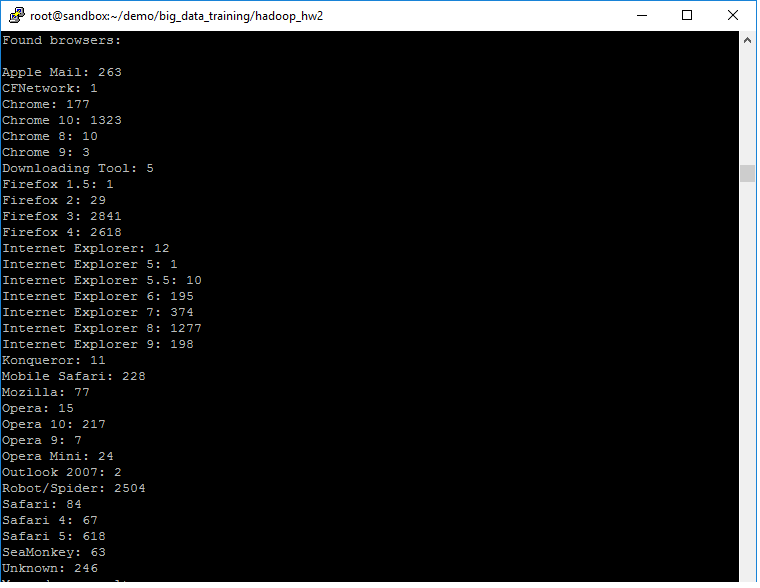 root@sandbox:~/demo/big_data_training/hadoop_hw2
Found browsers:
Apple Mail: 263
CFNetwork: 1
Chrome: 177
Chrome 10: 1323
Chrome 8: 10
Chrome 9: 3
Downloading Tool: 5
Firefox 1.5: 1
Firefox 2: 29
Firefox 3: 2841
Firefox 4: 2618
Internet Explorer: 12
Internet Explorer 5: 1
Internet Explorer 5.5: 10
Internet Explorer 6: 195
Internet Explorer 7: 374
Internet Explorer 8: 1277
Internet Explorer 9: 198
Konqueror: 11
Mobile Safari: 228
Mozilla: 77
Opera: 15
Opera 10: 217
Opera 9: 7
Opera Mini: 24
Outlook 2007: 2
Robot/Spider: 2504
Safari: 84
Safari 4: 67
Safari 5: 618
SeaMonkey: 63
Unknown: 246